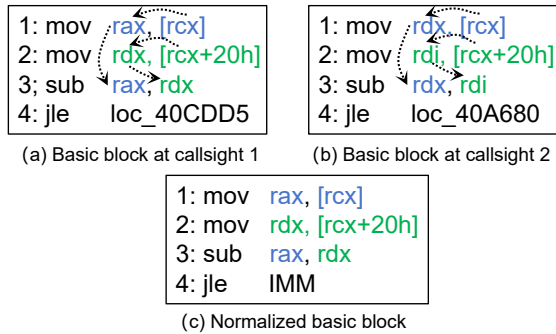 1: mov rax, [rcx]
2: mov rdx, [rcx+20h]
3; sub rax, rdx
4: jle loc_40CDD5
(a) Basic block at callsight 1
1: mov rdx, [rcx]
2: mov rdi, [rcx+20h]
3: sub rdx, rdi
4: jle loc_40A680
(b) Basic block at callsight 2
1: mov rax, [rcx]
2: mov rdx, [rcx+20h]
3: sub rax, rdx
4: jle IMM
(c) Normalized basic block